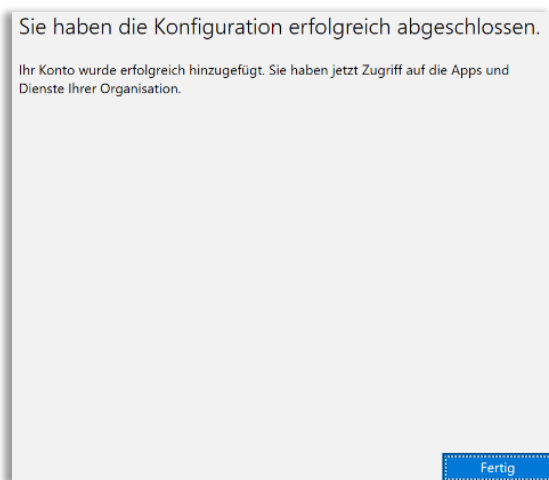 Sie haben die Konfiguration erfolgreich abgeschlossen.
Ihr Konto wurde erfolgreich hinzugefügt. Sie haben jetzt Zugriff auf die Apps und
Dienste Ihrer Organisation.
Fertig